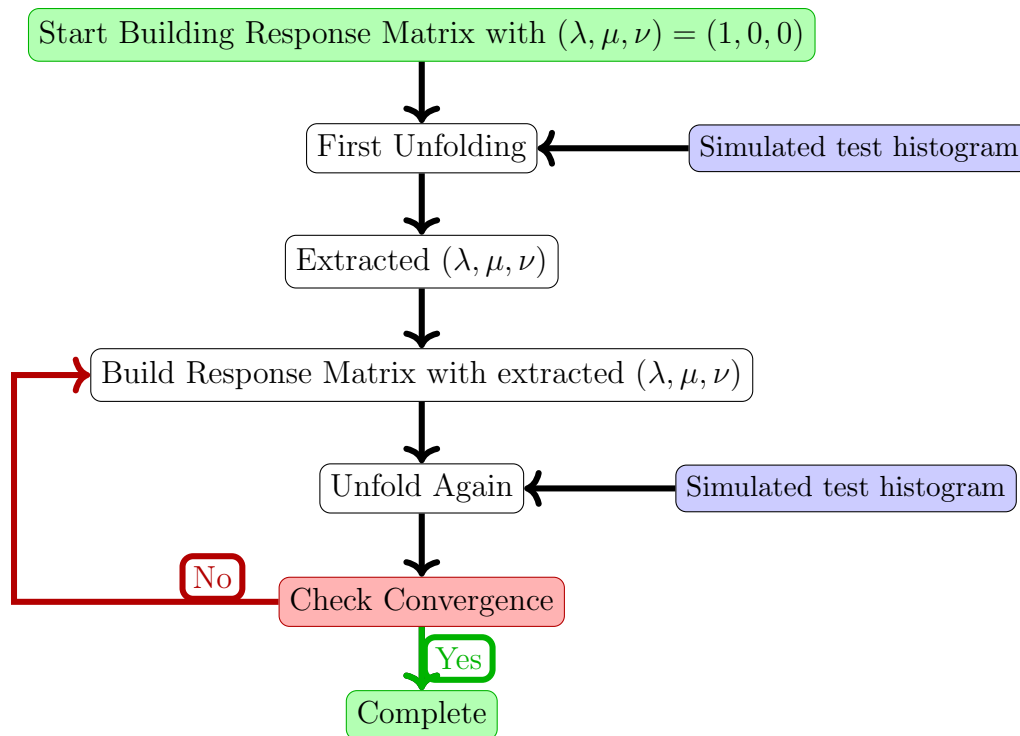 Start Building Response Matrix with (λ, μ, ν) = (1, 0, 0)
First Unfolding
Simulated test histogram
Extracted (λ, μ, ν)
Build Response Matrix with extracted (λ, μ, ν)
Unfold Again
Simulated test histogram
No
Check Convergence
Yes
Complete